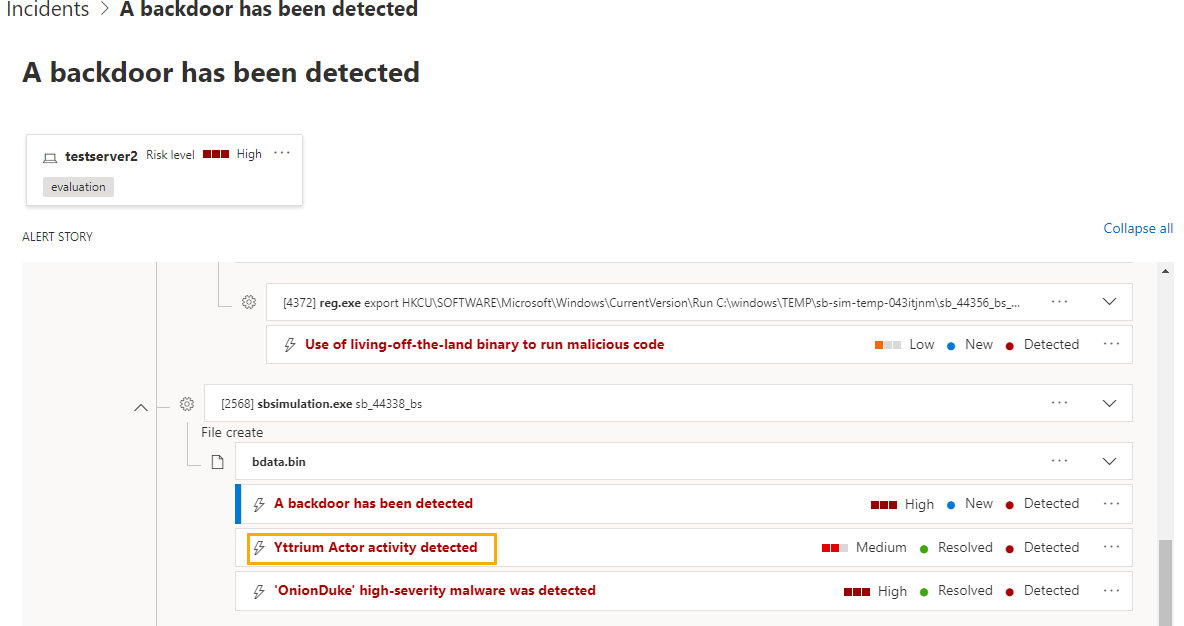 Incidents > A backdoor has been detected
A backdoor has been detected
testserver2 Risk level High ...
evaluation
Collapse all
ALERT STORY
[4372] reg.exe export HKCU\SOFTWARE\Microsoft\Windows\CurrentVersion\Run C:\windows\TEMP\sb-sim-temp-043itjnm\sb_44356_bs_... ...
Use of living-off-the-land binary to run malicious code Low New Detected ...
[2568] sbsimulation.exe sb_44338_bs ...
File create
bdata.bin ...
A backdoor has been detected High New Detected ...
Yttrium Actor activity detected Medium Resolved Detected ...
'OnionDuke' high-severity malware was detected High Resolved Detected ...